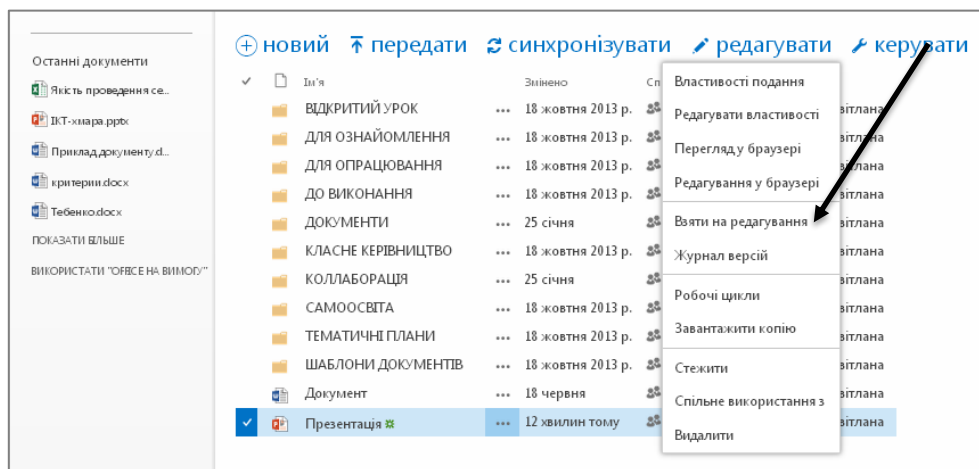 Останні документи
Якість проведення се...
ІКТ-хмара.pptx
Приклад документу.d...
критерии.docx
Тебенко.docx
ПОКАЗАТИ БІЛЬШЕ
ВИКОРИСТАТИ "OFFICE НА ВИМОГУ"
новий передати синхронізувати редагувати керувати
Ім'я Змінено Сп
ВІДКРИТИЙ УРОК ... 18 жовтня 2013 р. вітлана
ДЛЯ ОЗНАЙОМЛЕННЯ ... 18 жовтня 2013 р. вітлана
ДЛЯ ОПРАЦЮВАННЯ ... 18 жовтня 2013 р. вітлана
ДО ВИКОНАННЯ ... 18 жовтня 2013 р. вітлана
ДОКУМЕНТИ ... 25 січня вітлана
КЛАСНЕ КЕРІВНИЦТВО ... 18 жовтня 2013 р. вітлана
КОЛЛАБОРАЦІЯ ... 25 січня вітлана
САМООСВІТА ... 18 жовтня 2013 р. вітлана
ТЕМАТИЧНІ ПЛАНИ ... 18 жовтня 2013 р. вітлана
ШАБЛОНИ ДОКУМЕНТІВ ... 18 жовтня 2013 р. вітлана
Документ ... 18 червня вітлана
Презентація ... 12 хвилин тому вітлана
Властивості подання
Редагувати властивості
Перегляд у браузері
Редагування у браузері
Взяти на редагування
Журнал версій
Робочі цикли
Завантажити копію
Стежити
Спільне використання з
Видалити